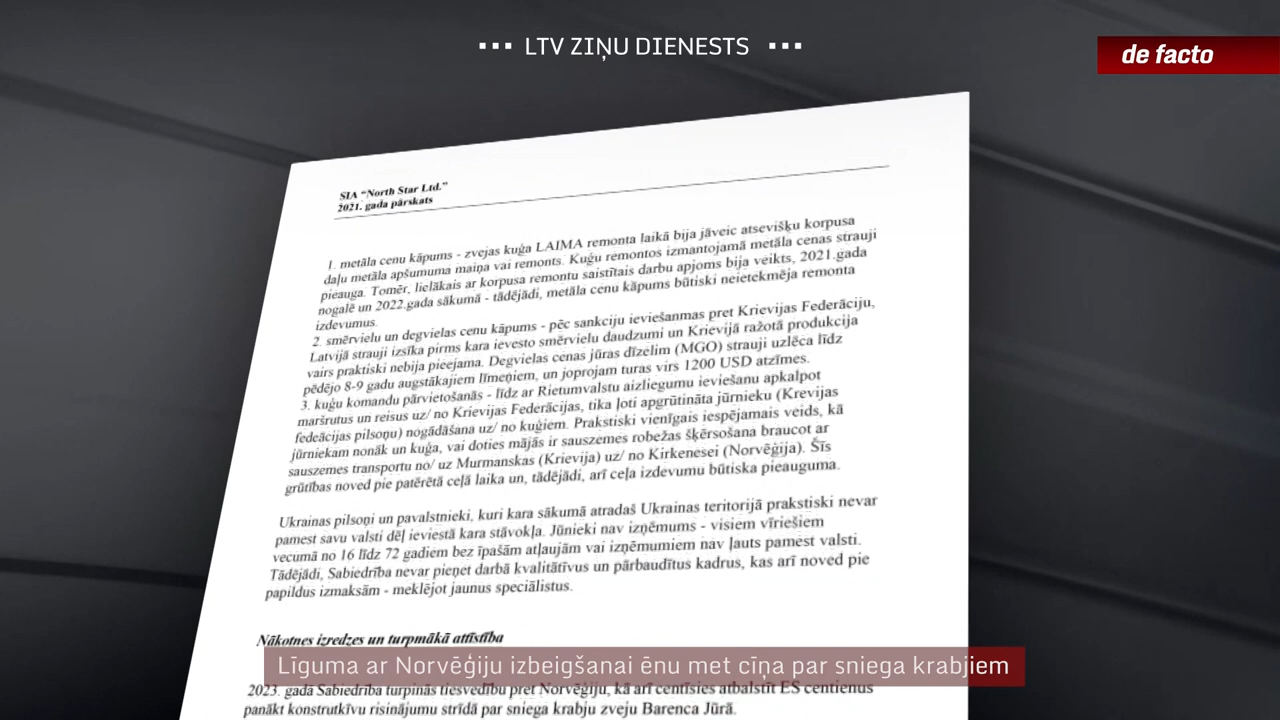 LTV ZIŅU DIENESTS
de facto
SIA “North Star Ltd.”
2021. gada pārskats
1. metāla cenu kāpums - zvejas kuģa LAIMA remonta laikā bija jāveic atsevišķu korpusa
daļu metāla apšumuma maiņa vai remonts. Kuģu remontos izmantojamā metāla cenas strauji
pieauga. Tomēr, lielākais ar korpusa remontu saistītais darbu apjoms bija veikts, 2021.gada
nogalē un 2022.gada sākumā - tādējādi, metāla cenu kāpums būtiski neietekmēja remonta
izdevumus.
2. smērvielu un degvielas cenu kāpums - pēc sankciju ieviešanmas pret Krievijas Federāciju,
Latvijā strauji izsīka pirms kara ievesto smērvielu daudzumi un Krievijā ražotā produkcija
vairs praktiski nebija pieejama. Degvielas cenas jūras dīzelim (MGO) strauji uzlēca līdz
pēdējo 8-9 gadu augstākajiem līmeņiem, un joprojam turas virs 1200 USD atzīmes.
3. kuģu komandu pārvietošanās - līdz ar Rietumvalstu aizliegumu ieviešanu apkalpot
maršrutus un reisus uz/ no Krievijas Federācijas, tika ļoti apgrūtināta jūrnieku (Krevijas
fedeācijas pilsoņu) nogādāšana uz/ no kuģiem. Prakstiski vienīgais iespējamais veids, kā
jūrniekam nonāk un kuģa, vai doties mājās ir sauszemes robežas šķērsošana braucot ar
sauszemes transportu no/ uz Murmanskas (Krievija) uz/ no Kirkenesei (Norvēģija). Šīs
grūtības noved pie patērētā ceļā laika un, tādējādi, arī ceļa izdevumu būtiska pieauguma.
Ukrainas pilsoņi un pavalstnieki, kuri kara sākumā atradaš Ukrainas teritorijā prakstiski nevar
pamest savu valsti dēļ ieviestā kara stāvokļa. Jūnieki nav izņēmums - visiem vīriešiem
vecumā no 16 līdz 72 gadiem bez īpašām atļaujām vai izņēmumiem nav ļauts pamest valsti.
Tādējādi, Sabiedrība nevar pieņet darbā kvalitātīvus un pārbaudītus kadrus, kas arī noved pie
papildus izmaksām - meklējot jaunus speciālistus.
Nākotnes izredzes un turpmākā attīstība
Līguma ar Norvēģiju izbeigšanai ēnu met cīņa par sniega krabjiem
2023. gadā Sabiedrība turpinās tiesvedību pret Norvēģiju, kā arī centīsies atbalstīt ES centienus
panākt konstrutkīvu risinājumu strīdā par sniega krabju zveju Barenca Jūrā.